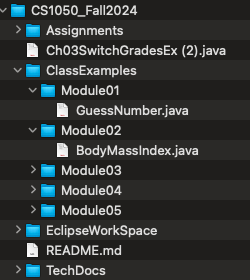 CS1050_Fall2024
Assignments
Ch03SwitchGradesEx (2).java
ClassExamples
Module01
GuessNumber.java
Module02
BodyMassIndex.java
Module03
Module04
Module05
EclipseWorkSpace
README.md
TechDocs